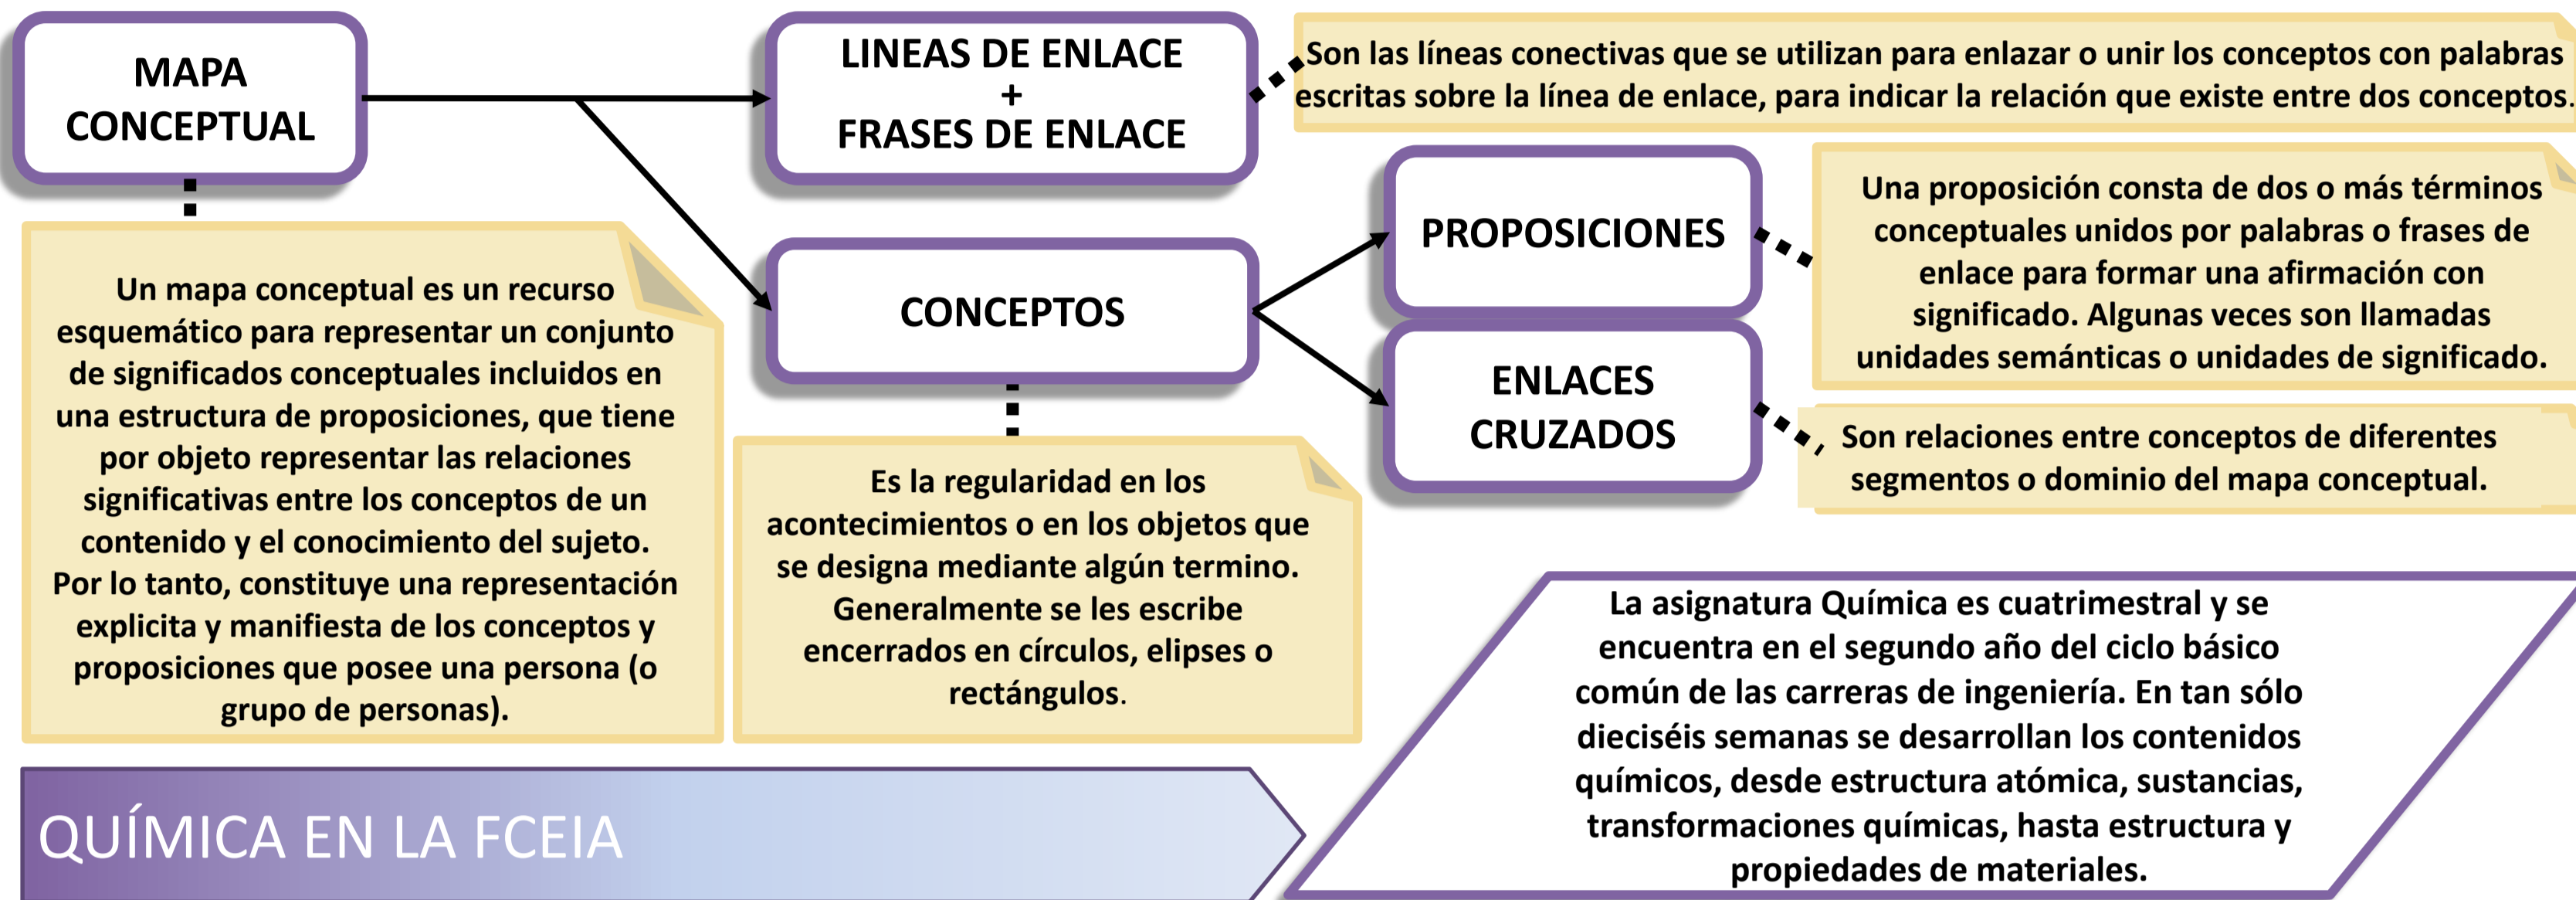 MAPA
CONCEPTUAL
LINEAS DE ENLACE
+
FRASES DE ENLACE
Son las líneas conectivas que se utilizan para enlazar o unir los conceptos con palabras
escritas sobre la línea de enlace, para indicar la relación que existe entre dos conceptos.
Un mapa conceptual es un recurso
esquemático para representar un conjunto
de significados conceptuales incluidos en
una estructura de proposiciones, que tiene
por objeto representar las relaciones
significativas entre los conceptos de un
contenido y el conocimiento del sujeto.
Por lo tanto, constituye una representación
explicita y manifiesta de los conceptos y
proposiciones que posee una persona (o
grupo de personas).
CONCEPTOS
Es la regularidad en los
acontecimientos o en los objetos que
se designa mediante algún termino.
Generalmente se les escribe
encerrados en círculos, elipses o
rectángulos.
PROPOSICIONES
Una proposición consta de dos o más términos
conceptuales unidos por palabras o frases de
enlace para formar una afirmación con
significado. Algunas veces son llamadas
unidades semánticas o unidades de significado.
ENLACES
CRUZADOS
Son relaciones entre conceptos de diferentes
segmentos o dominio del mapa conceptual.
QUÍMICA EN LA FCEIA
La asignatura Química es cuatrimestral y se
encuentra en el segundo año del ciclo básico
común de las carreras de ingeniería. En tan sólo
dieciséis semanas se desarrollan los contenidos
químicos, desde estructura atómica, sustancias,
transformaciones químicas, hasta estructura y
propiedades de materiales.